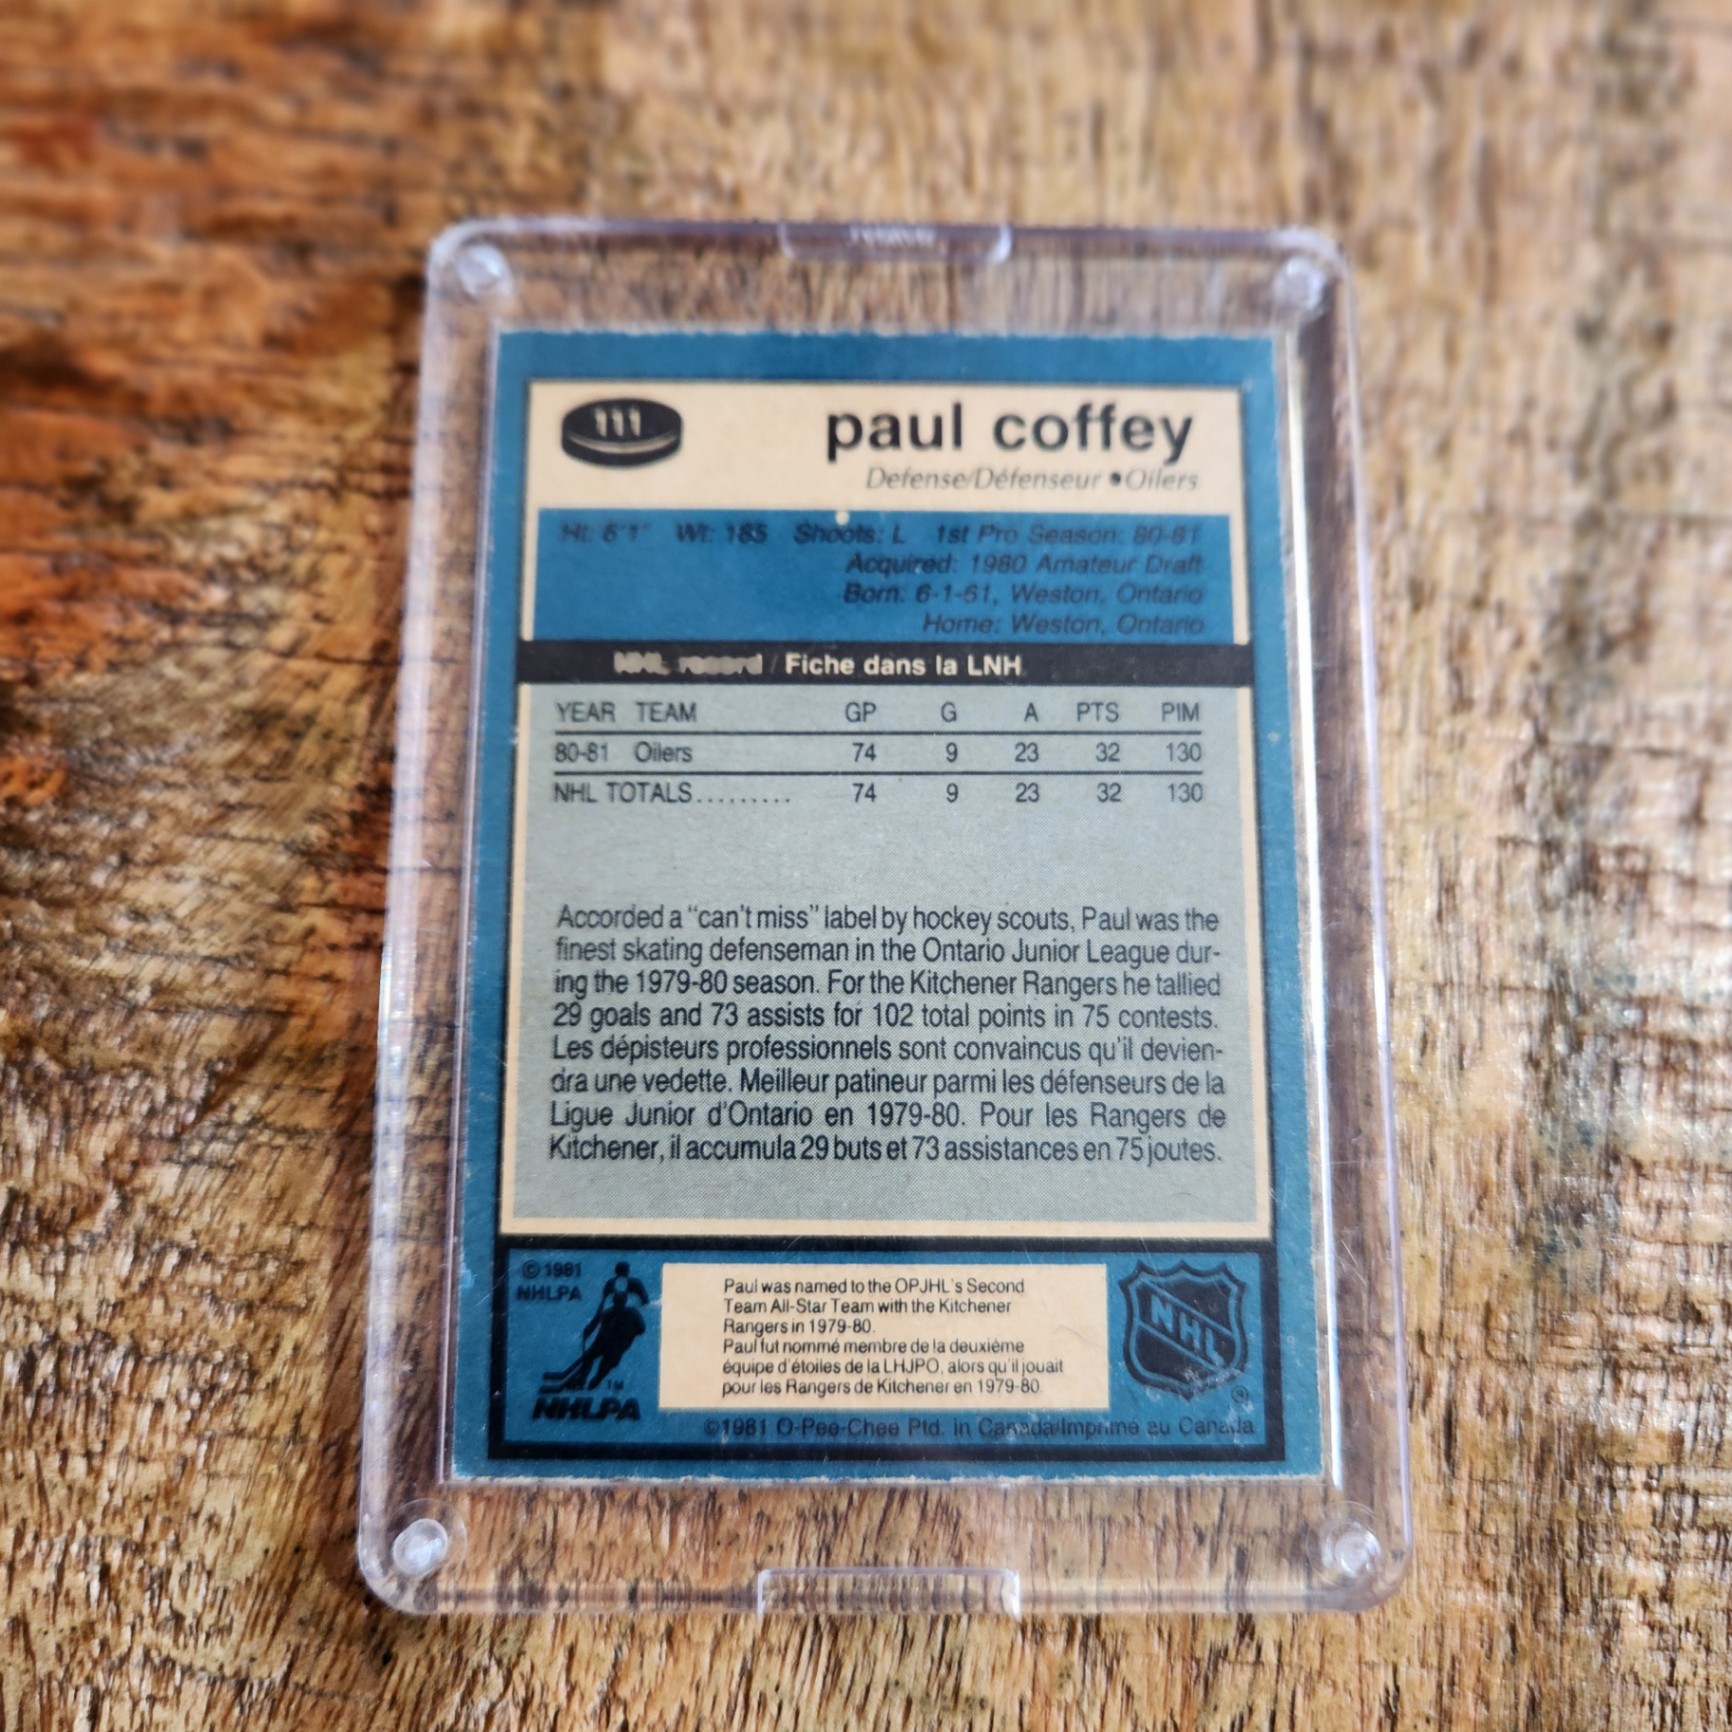 111
paul coffey
Defense/Défenseur • Oilers
Ht: 6'1" Wt: 185 Shoots: L 1st Pro Season: 80-81
Acquired: 1980 Amateur Draft
Born: 6-1-61, Weston, Ontario
Home: Weston, Ontario
NHL record / Fiche dans la LNH
YEAR TEAM GP G A PTS PIM
80-81 Oilers 74 9 23 32 130
NHL TOTALS......... 74 9 23 32 130
Accorded a "can't miss" label by hockey scouts, Paul was the
finest skating defenseman in the Ontario Junior League dur-
ing the 1979-80 season. For the Kitchener Rangers he tallied
29 goals and 73 assists for 102 total points in 75 contests.
Les dépisteurs professionnels sont convaincus qu'il devien-
dra une vedette. Meilleur patineur parmi les défenseurs de la
Ligue Junior d'Ontario en 1979-80. Pour les Rangers de
Kitchener, il accumula 29 buts et 73 assistances en 75 joutes.
© 1981
NHLPA
TM
NHLPA
Paul was named to the OPJHL's Second
Team All-Star Team with the Kitchener
Rangers in 1979-80.
Paul fut nommé membre de la deuxième
équipe d'étoiles de la LHJPO, alors qu'il jouait
pour les Rangers de Kitchener en 1979-80.
NHL
®
©1981 O-Pee-Chee Ptd. in Canada/Imprimé au Canada